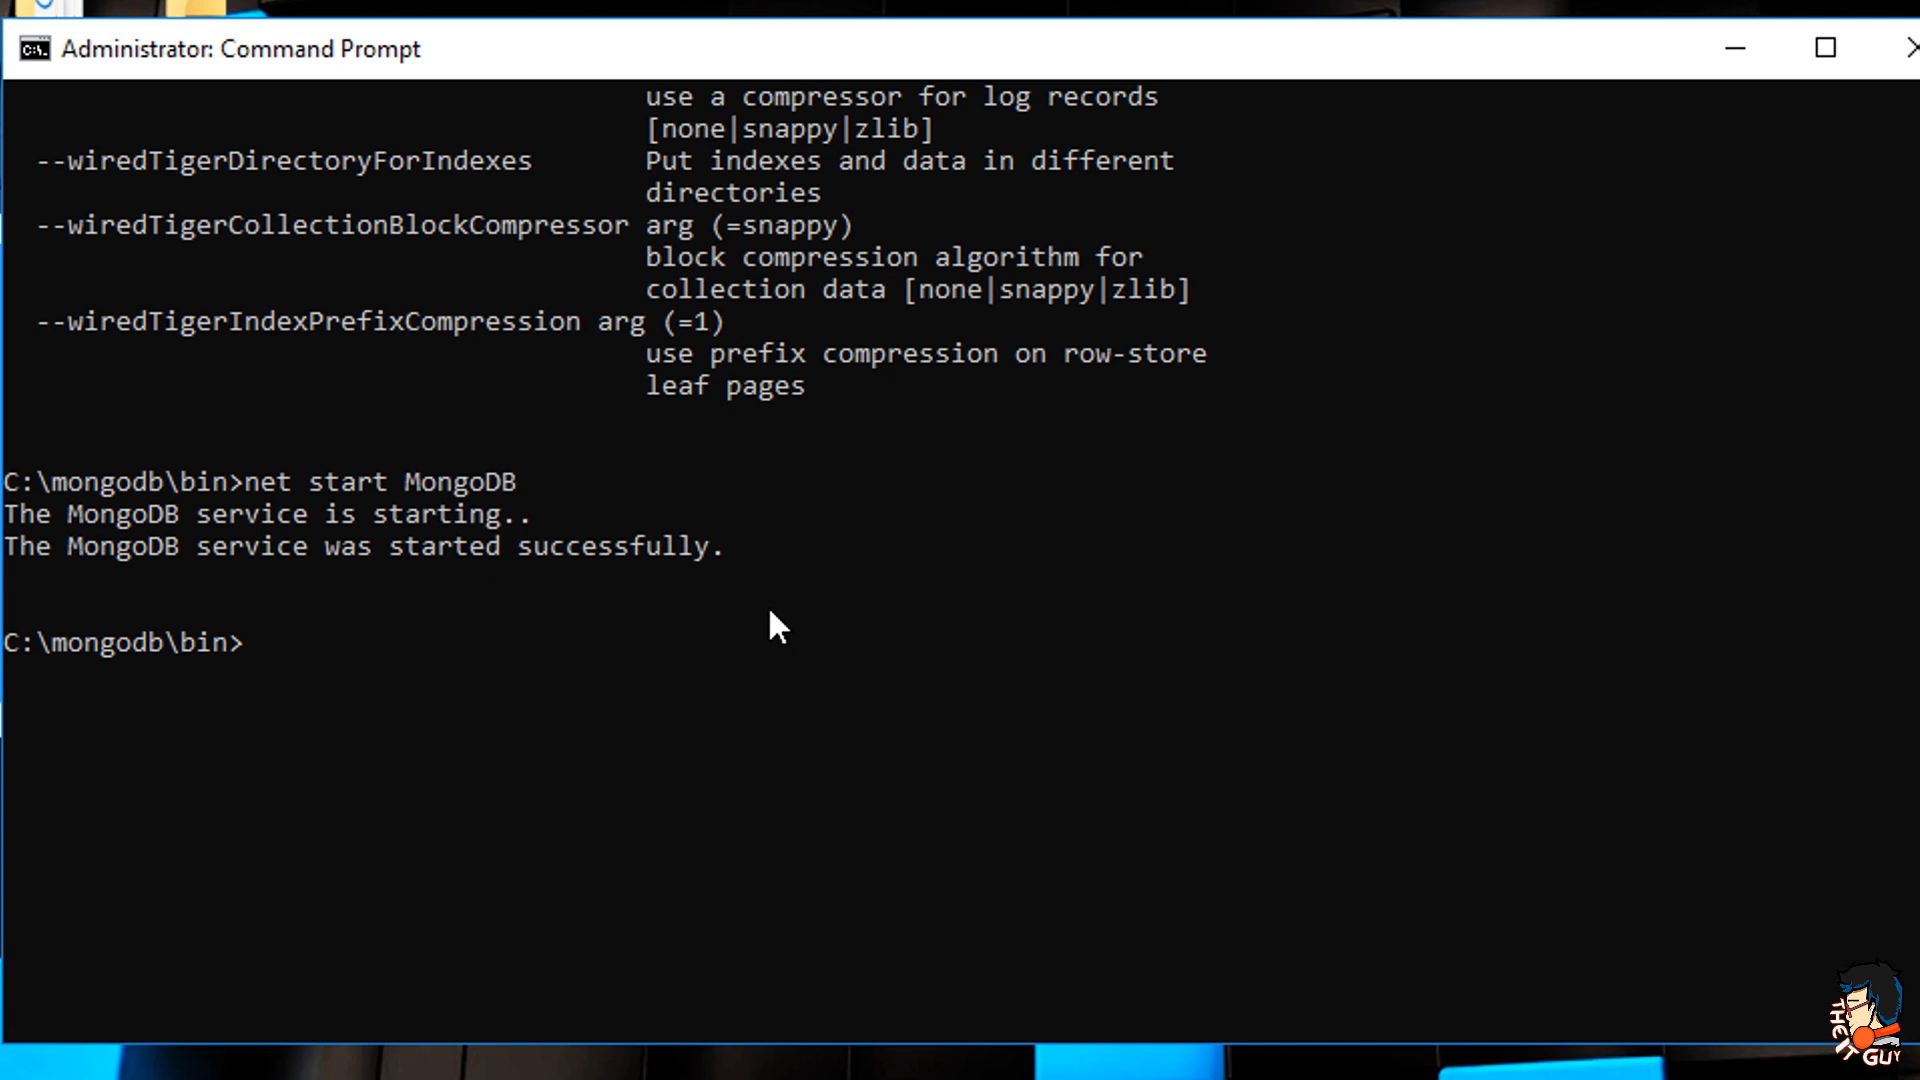 Administrator: Command Prompt
use a compressor for log records
[none|snappy|zlib]
--wiredTigerDirectoryForIndexes Put indexes and data in different
directories
--wiredTigerCollectionBlockCompressor arg (=snappy)
block compression algorithm for
collection data [none|snappy|zlib]
--wiredTigerIndexPrefixCompression arg (=1)
use prefix compression on row-store
leaf pages
C:\mongodb\bin>net start MongoDB
The MongoDB service is starting..
The MongoDB service was started successfully.
C:\mongodb\bin>
THE IT GUY